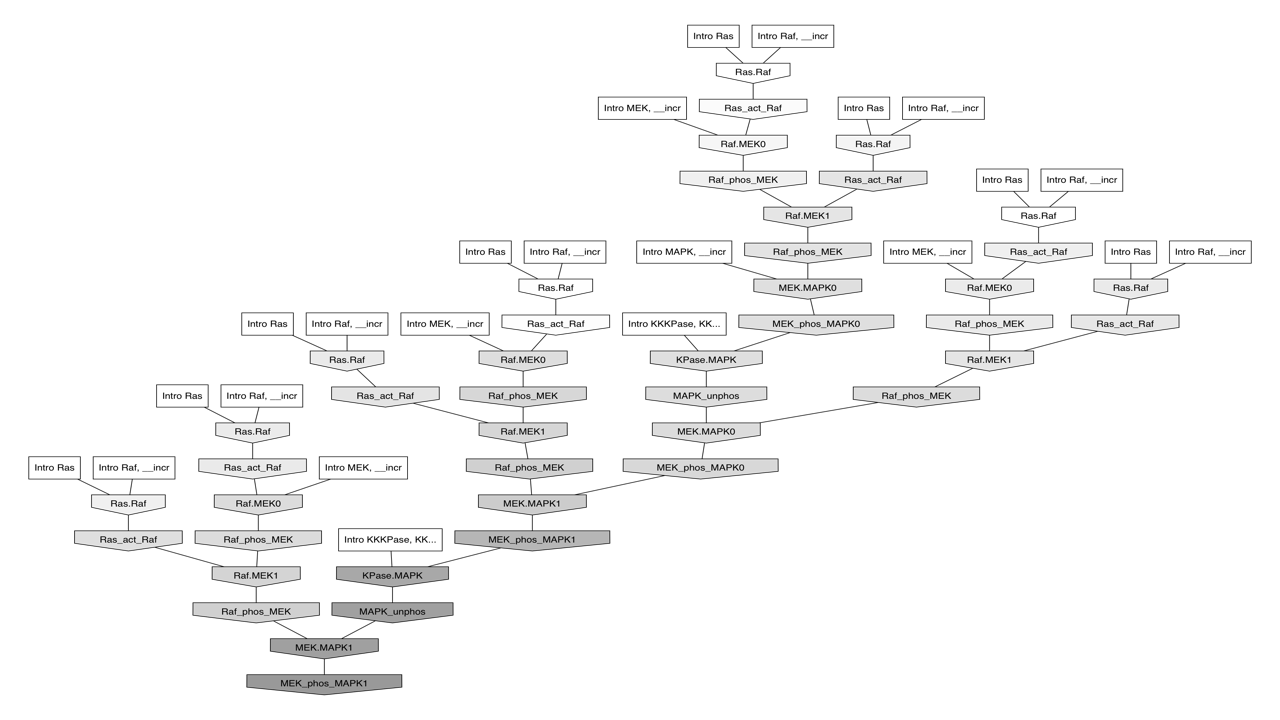 Intro Ras
Intro Raf, __incr
Ras.Raf
Intro MEK, __incr
Ras_act_Raf
Intro Ras
Intro Raf, __incr
Raf.MEK0
Ras.Raf
Raf_phos_MEK
Ras_act_Raf
Intro Ras
Intro Raf, __incr
Raf.MEK1
Ras.Raf
Intro Ras
Intro Raf, __incr
Intro MAPK, __incr
Raf_phos_MEK
Intro MEK, __incr
Ras_act_Raf
Intro Ras
Intro Raf, __incr
Ras.Raf
MEK.MAPK0
Raf.MEK0
Ras.Raf
Intro Ras
Intro Raf, __incr
Intro MEK, __incr
Ras_act_Raf
Intro KKKPase, KK...
MEK_phos_MAPK0
Raf_phos_MEK
Ras_act_Raf
Ras.Raf
Raf.MEK0
KPase.MAPK
Raf.MEK1
Intro Ras
Intro Raf, __incr
Ras_act_Raf
Raf_phos_MEK
MAPK_unphos
Raf_phos_MEK
Ras.Raf
Raf.MEK1
MEK.MAPK0
Intro Ras
Intro Raf, __incr
Ras_act_Raf
Intro MEK, __incr
Raf_phos_MEK
MEK_phos_MAPK0
Ras.Raf
Raf.MEK0
MEK.MAPK1
Ras_act_Raf
Raf_phos_MEK
Intro KKKPase, KK...
MEK_phos_MAPK1
Raf.MEK1
KPase.MAPK
Raf_phos_MEK
MAPK_unphos
MEK.MAPK1
MEK_phos_MAPK1